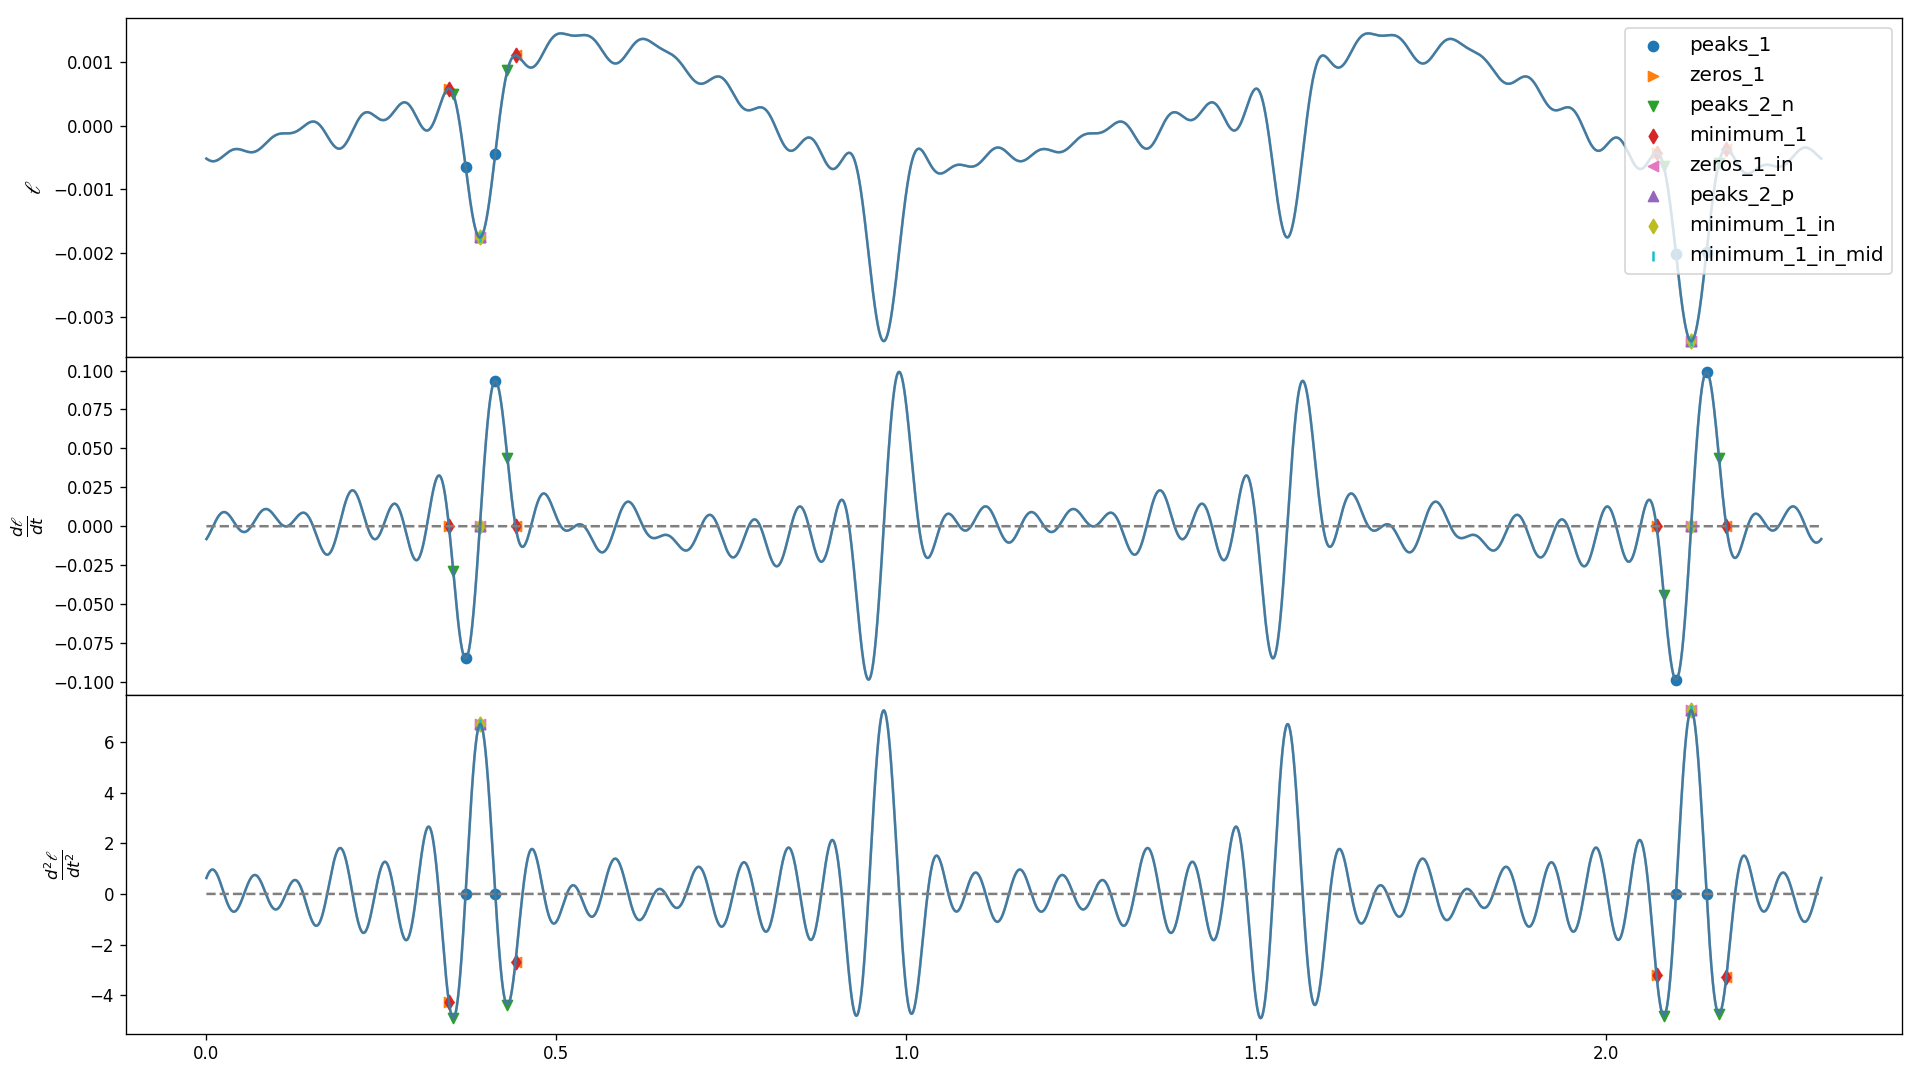 0.001
0.000
−0.001
−0.002
−0.003
ℓ
peaks_1
zeros_1
peaks_2_n
minimum_1
zeros_1_in
peaks_2_p
minimum_1_in
minimum_1_in_mid
0.100
0.075
0.050
0.025
0.000
−0.025
−0.050
−0.075
−0.100
dℓ
dt
6
4
2
0
−2
−4
d²ℓ
dt²
0.0 0.5 1.0 1.5 2.0